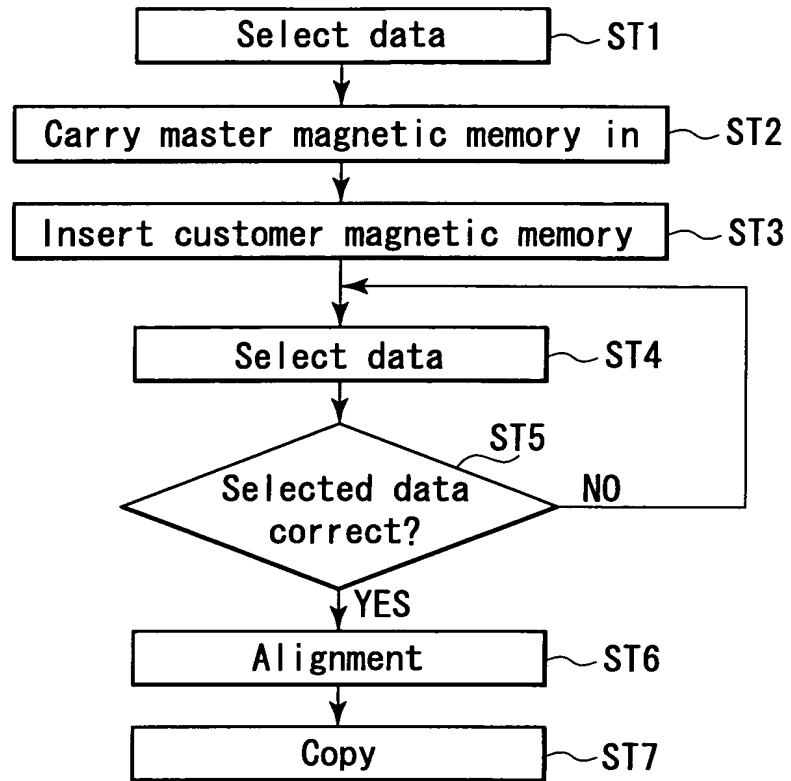 Select data
ST1
Carry master magnetic memory in
ST2
Insert customer magnetic memory
ST3
Select data
ST4
ST5
Selected data
correct?
NO
YES
Alignment
ST6
Copy
ST7